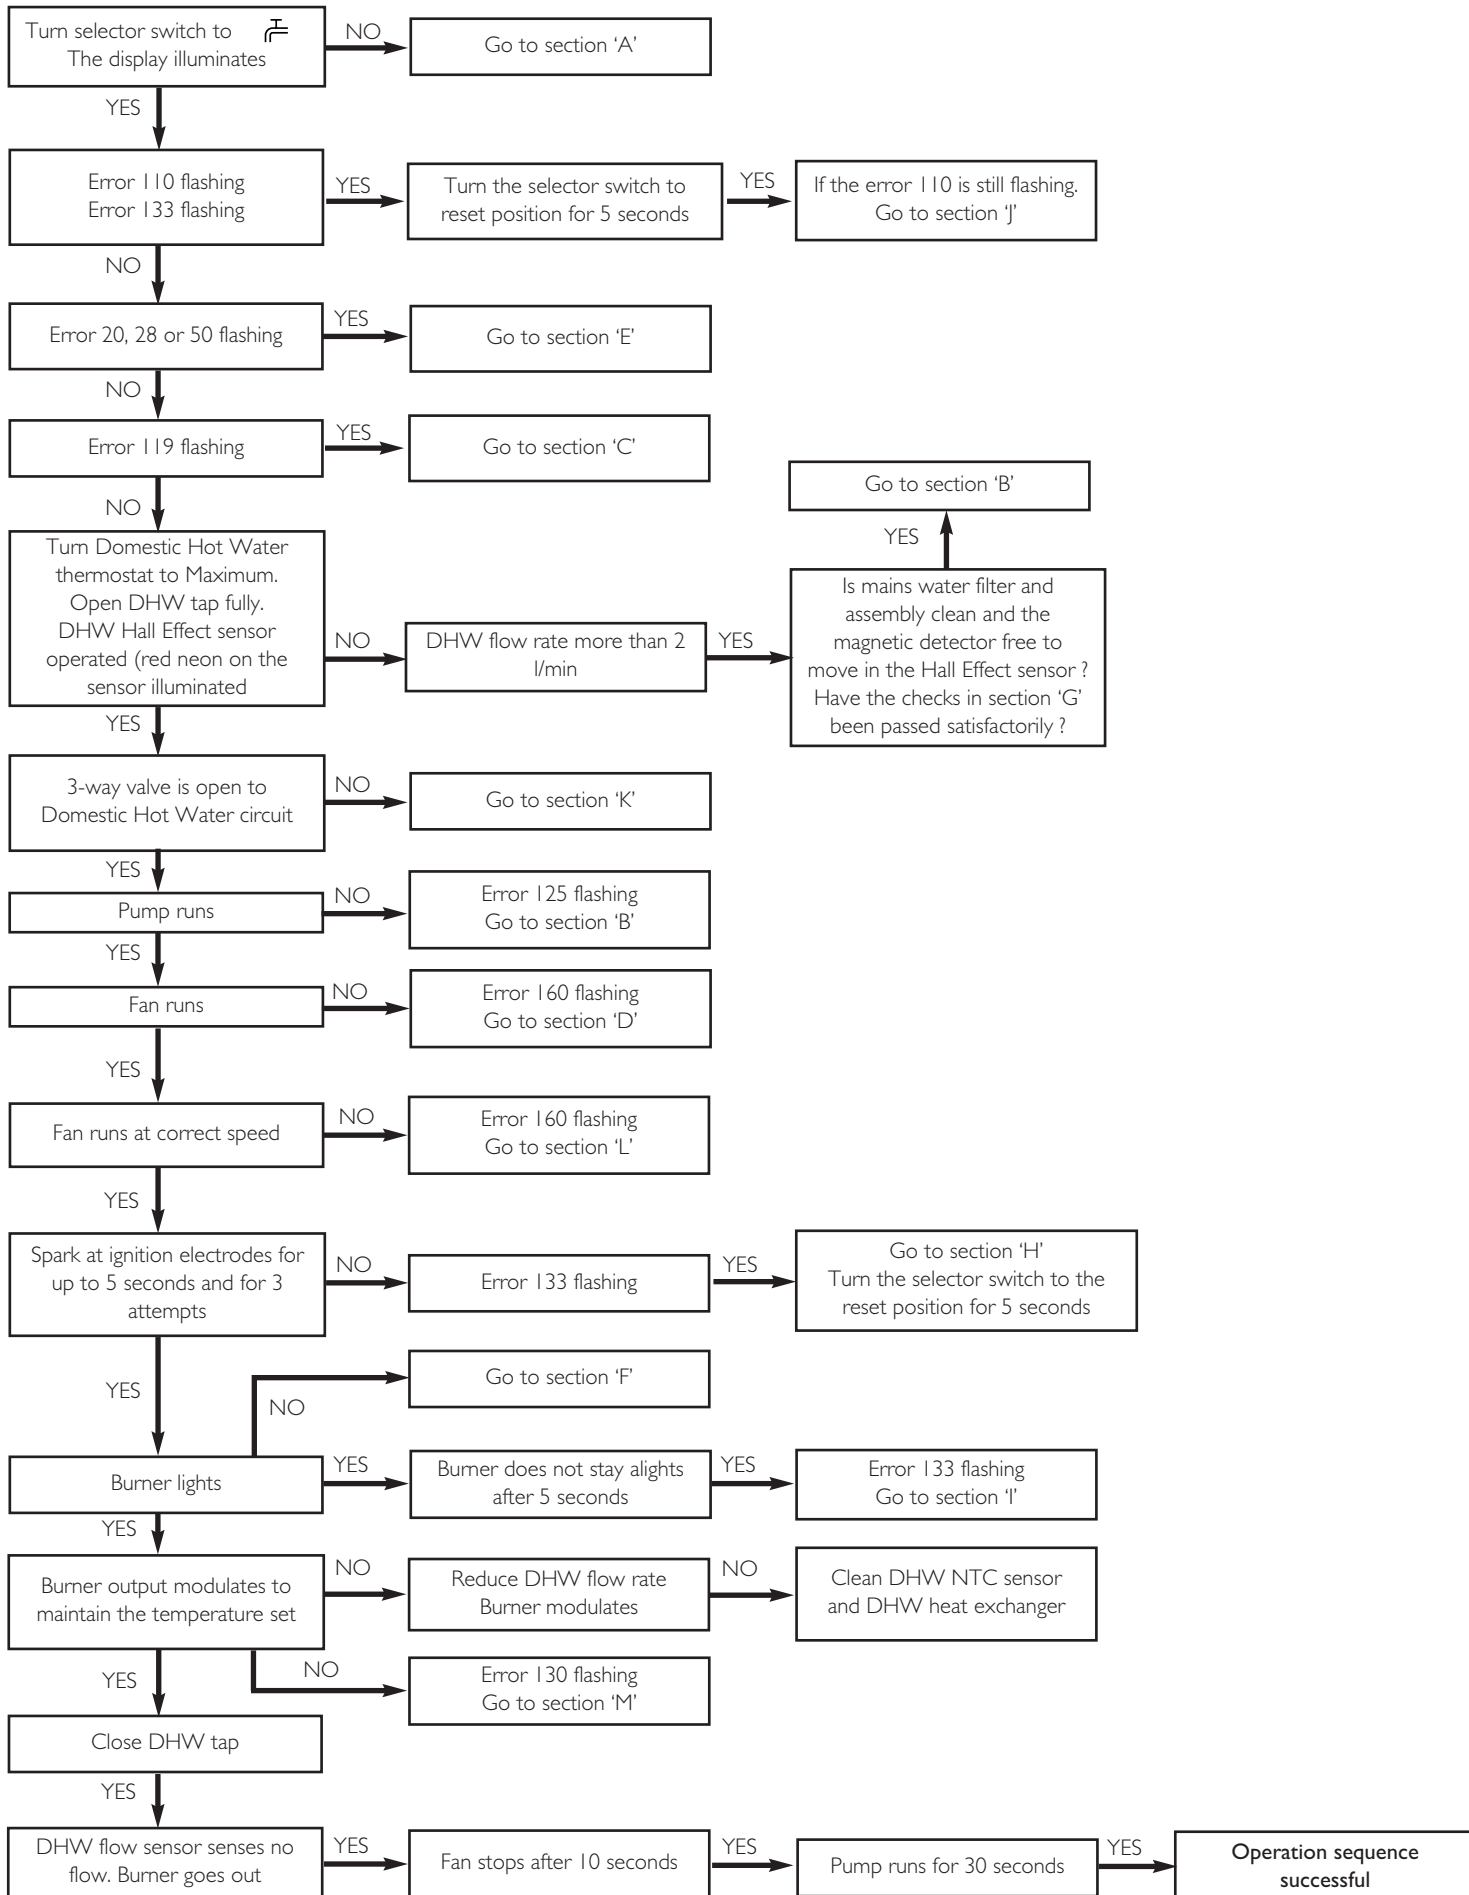 Turn selector switch to
The display illuminates
NO
Go to section ‘A’
YES
Error 110 flashing
Error 133 flashing
YES
Turn the selector switch to
reset position for 5 seconds
YES
If the error 110 is still flashing.
Go to section ‘J’
NO
Error 20, 28 or 50 flashing
YES
Go to section ‘E’
NO
Error 119 flashing
YES
Go to section ‘C’
NO
Turn Domestic Hot Water
thermostat to Maximum.
Open DHW tap fully.
DHW Hall Effect sensor
operated (red neon on the
sensor illuminated
NO
DHW flow rate more than 2
l/min
YES
Is mains water filter and
assembly clean and the
magnetic detector free to
move in the Hall Effect sensor ?
Have the checks in section ‘G’
been passed satisfactorily ?
YES
Go to section ‘B’
YES
3-way valve is open to
Domestic Hot Water circuit
NO
Go to section ‘K’
YES
Pump runs
NO
Error 125 flashing
Go to section ‘B’
YES
Fan runs
NO
Error 160 flashing
Go to section ‘D’
YES
Fan runs at correct speed
NO
Error 160 flashing
Go to section ‘L’
YES
Spark at ignition electrodes for
up to 5 seconds and for 3
attempts
NO
Error 133 flashing
YES
Go to section ‘H’
Turn the selector switch to the
reset position for 5 seconds
YES
NO
Go to section ‘F’
Burner lights
YES
Burner does not stay alights
after 5 seconds
YES
Error 133 flashing
Go to section ‘I’
YES
Burner output modulates to
maintain the temperature set
NO
Reduce DHW flow rate
Burner modulates
NO
Clean DHW NTC sensor
and DHW heat exchanger
NO
Error 130 flashing
Go to section ‘M’
YES
Close DHW tap
YES
DHW flow sensor senses no
flow. Burner goes out
YES
Fan stops after 10 seconds
YES
Pump runs for 30 seconds
YES
Operation sequence
successful